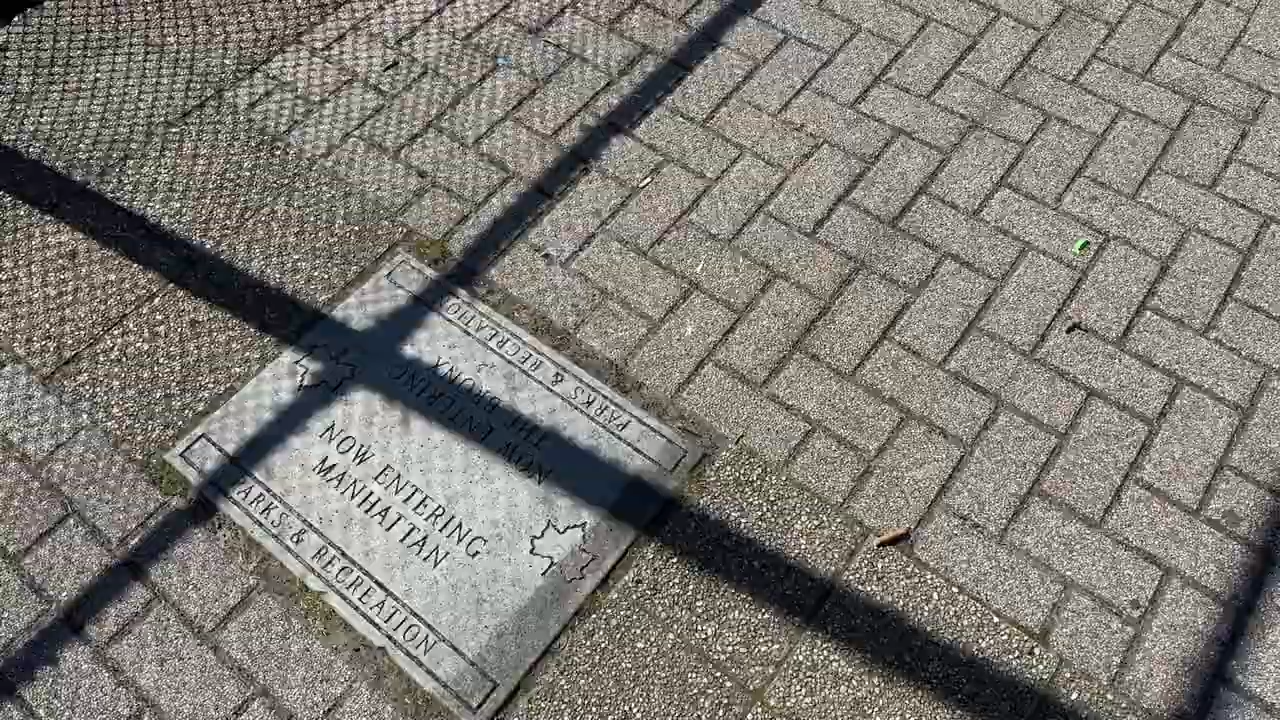 NOW ENTERING
MANHATTAN
PARKS & RECREATION
NOW ENTERING
THE BRONX
PARKS & RECREATION